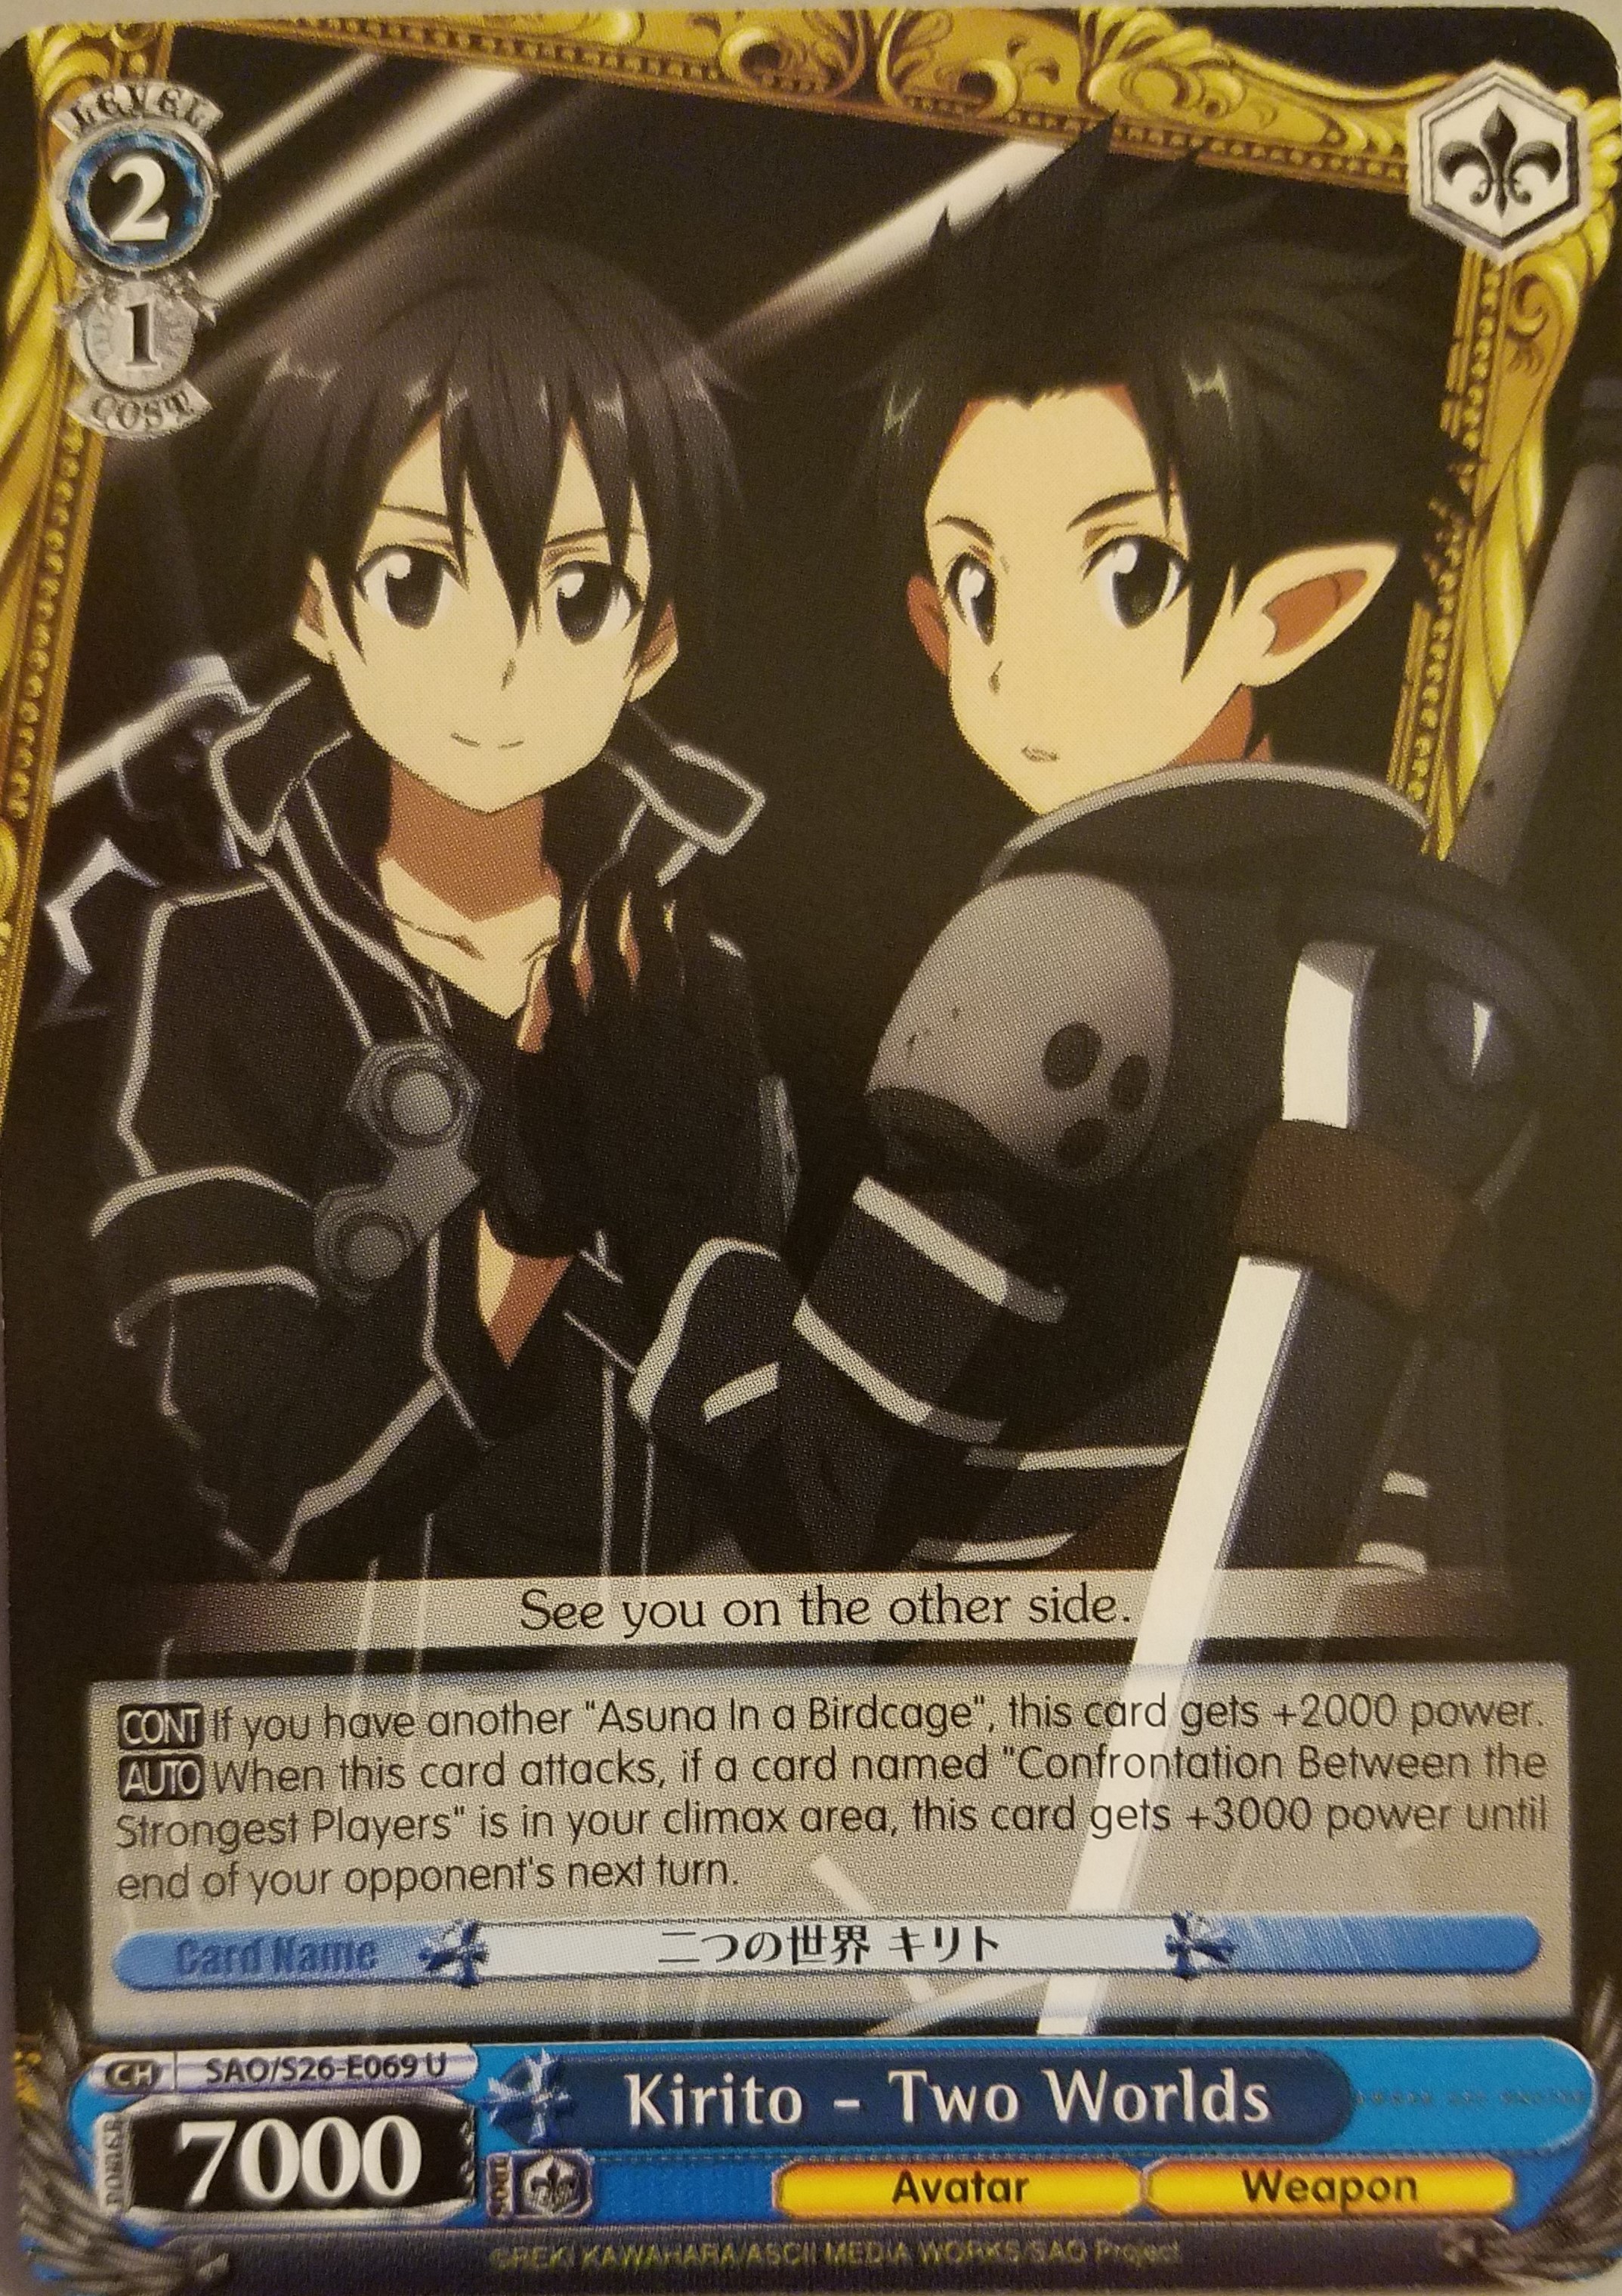 LEVEL
2
1
COST
See you on the other side.
CONT If you have another "Asuna In a Birdcage", this card gets +2000 power.
AUTO When this card attacks, if a card named "Confrontation Between the
Strongest Players" is in your climax area, this card gets +3000 power until
end of your opponent's next turn.
Card Name 二つの世界 キリト
CH SAO/S26-E069 U
Kirito – Two Worlds
POWER 7000 SOUL
Avatar Weapon
©REKI KAWAHARA/ASCII MEDIA WORKS/SAO Project